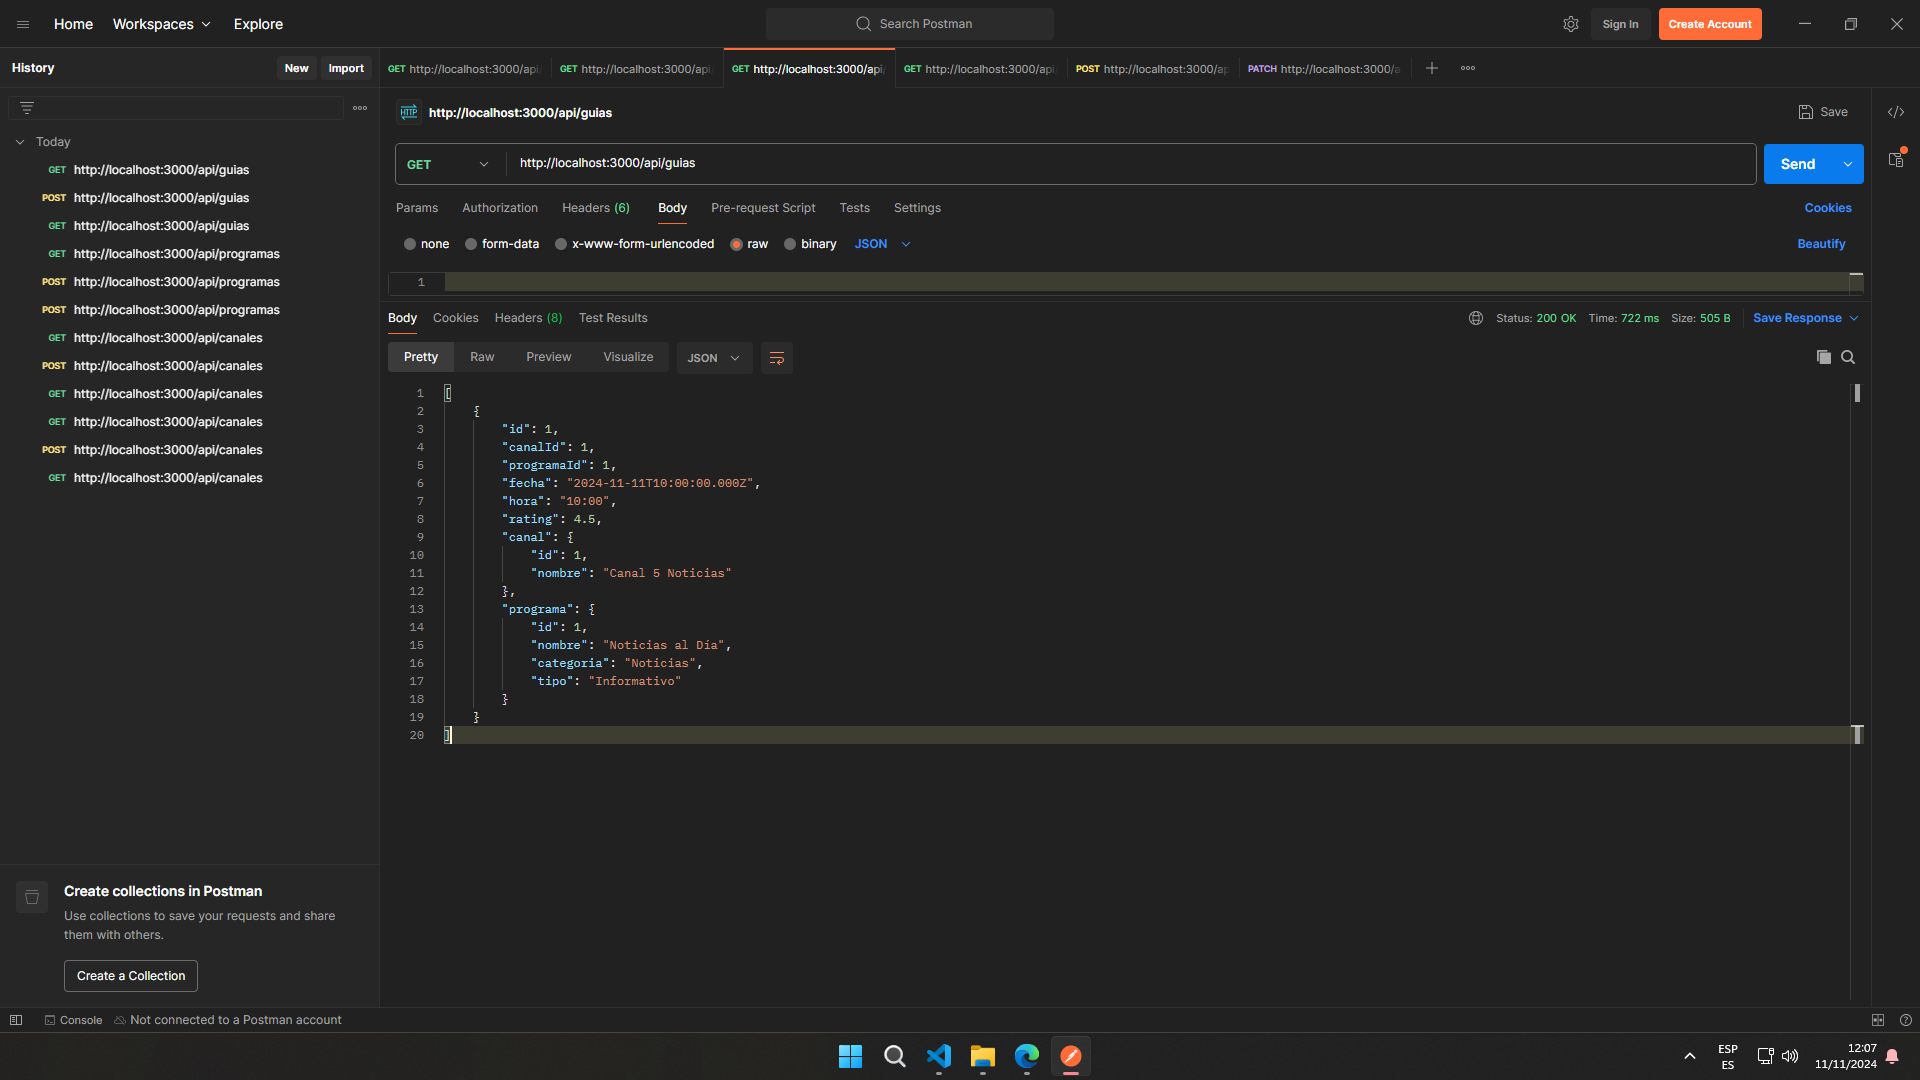 Home Workspaces Explore Search Postman Sign In Create Account
History New Import
GET http://localhost:3000/api GET http://localhost:3000/api GET http://localhost:3000/api/ GET http://localhost:3000/api POST http://localhost:3000/ap PATCH http://localhost:3000/a
HTTP http://localhost:3000/api/guias Save
Today
GET http://localhost:3000/api/guias
POST http://localhost:3000/api/guias
GET http://localhost:3000/api/guias
GET http://localhost:3000/api/programas
POST http://localhost:3000/api/programas
POST http://localhost:3000/api/programas
GET http://localhost:3000/api/canales
POST http://localhost:3000/api/canales
GET http://localhost:3000/api/canales
GET http://localhost:3000/api/canales
POST http://localhost:3000/api/canales
GET http://localhost:3000/api/canales
Create collections in Postman
Use collections to save your requests and share
them with others.
Create a Collection
GET http://localhost:3000/api/guias Send
Params Authorization Headers (6) Body Pre-request Script Tests Settings Cookies
none form-data x-www-form-urlencoded raw binary JSON Beautify
1
Body Cookies Headers (8) Test Results Status: 200 OK Time: 722 ms Size: 505 B Save Response
Pretty Raw Preview Visualize JSON
1 [
2 {
3 "id": 1,
4 "canalId": 1,
5 "programaId": 1,
6 "fecha": "2024-11-11T10:00:00.000Z",
7 "hora": "10:00",
8 "rating": 4.5,
9 "canal": {
10 "id": 1,
11 "nombre": "Canal 5 Noticias"
12 },
13 "programa": {
14 "id": 1,
15 "nombre": "Noticias al Día",
16 "categoria": "Noticias",
17 "tipo": "Informativo"
18 }
19 }
20 ]
Console Not connected to a Postman account
ESP
ES
12:07
11/11/2024